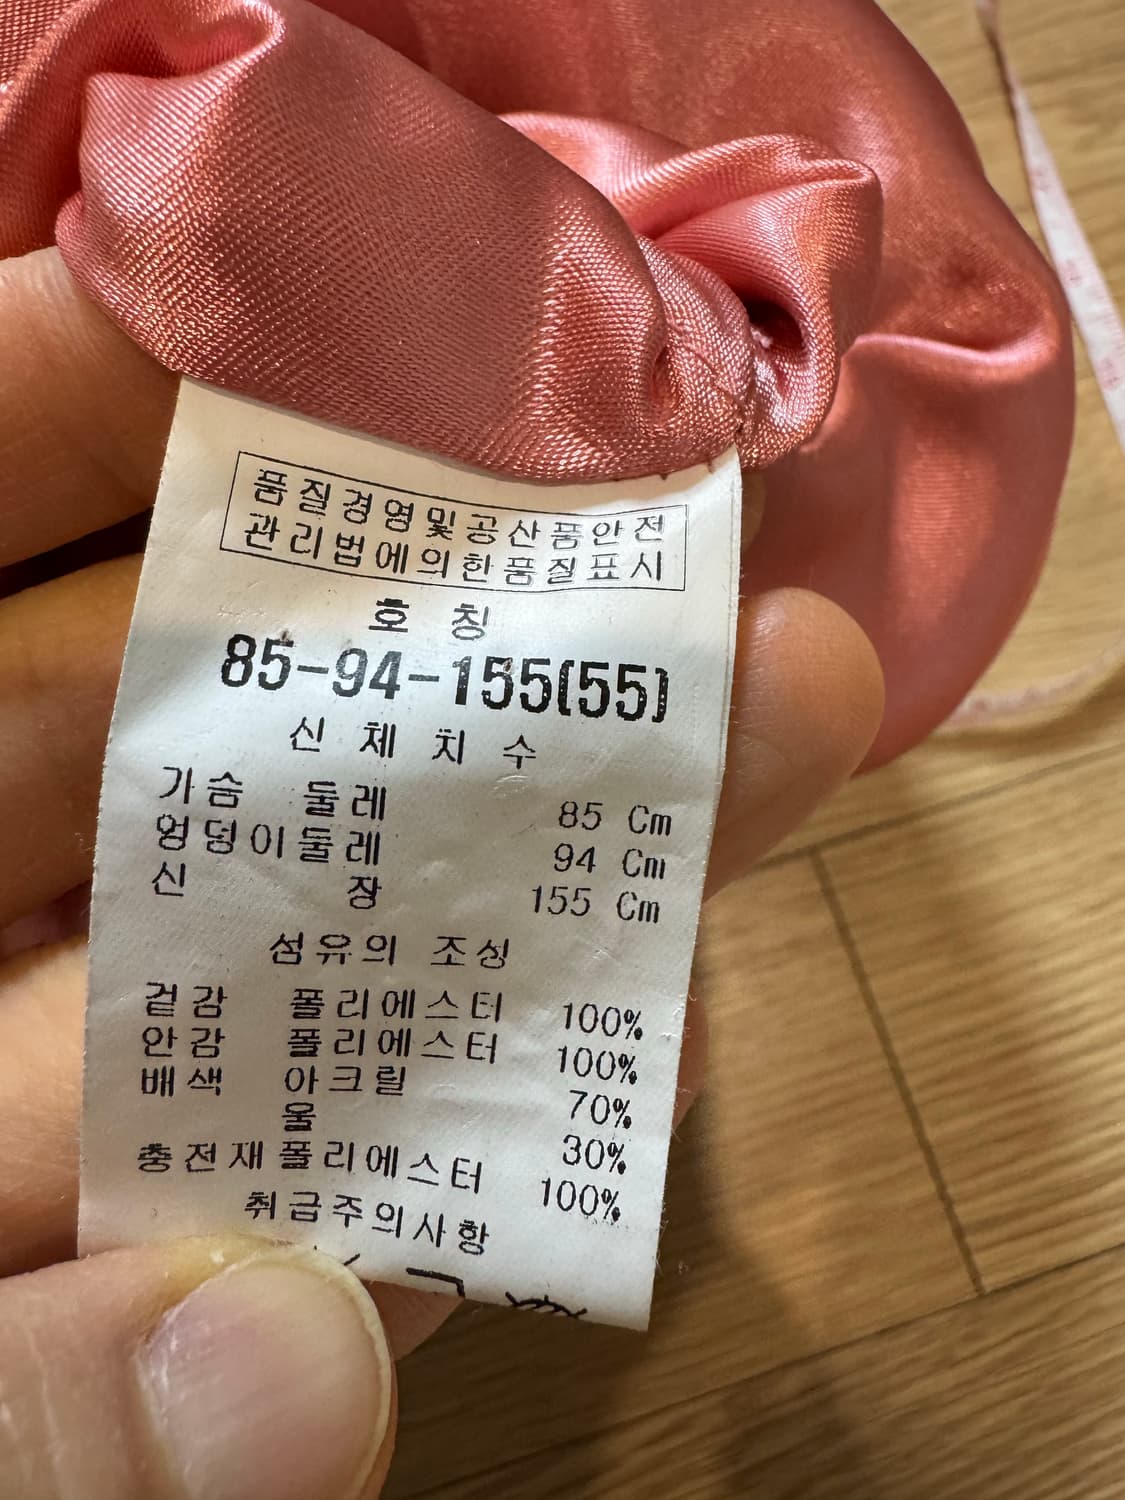 품질경영및공산품안전
관리법에의한품질표시
호 칭
85-94-155(55)
신 체 치 수
가슴 둘레 85 Cm
엉덩이둘레 94 Cm
신 장 155 Cm
섬유의 조성
겉감 폴리에스터 100%
안감 폴리에스터 100%
배색 아크릴 70%
울 30%
충전재 폴리에스터 100%
취급주의사항